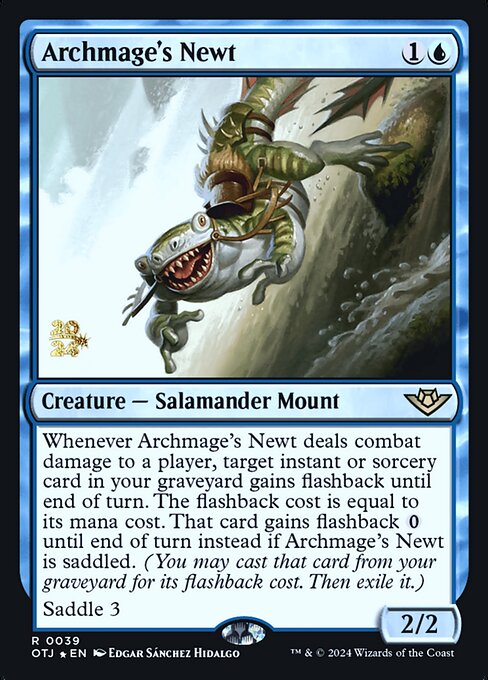 Archmage's Newt 1
Creature — Salamander Mount
Whenever Archmage's Newt deals combat
damage to a player, target instant or sorcery
card in your graveyard gains flashback until
end of turn. The flashback cost is equal to
its mana cost. That card gains flashback 0
until end of turn instead if Archmage's Newt
is saddled. (You may cast that card from your
graveyard for its flashback cost. Then exile it.)
Saddle 3
2/2
R 0039
OTJ ★ EN Edgar Sánchez Hidalgo
™ & © 2024 Wizards of the Coast